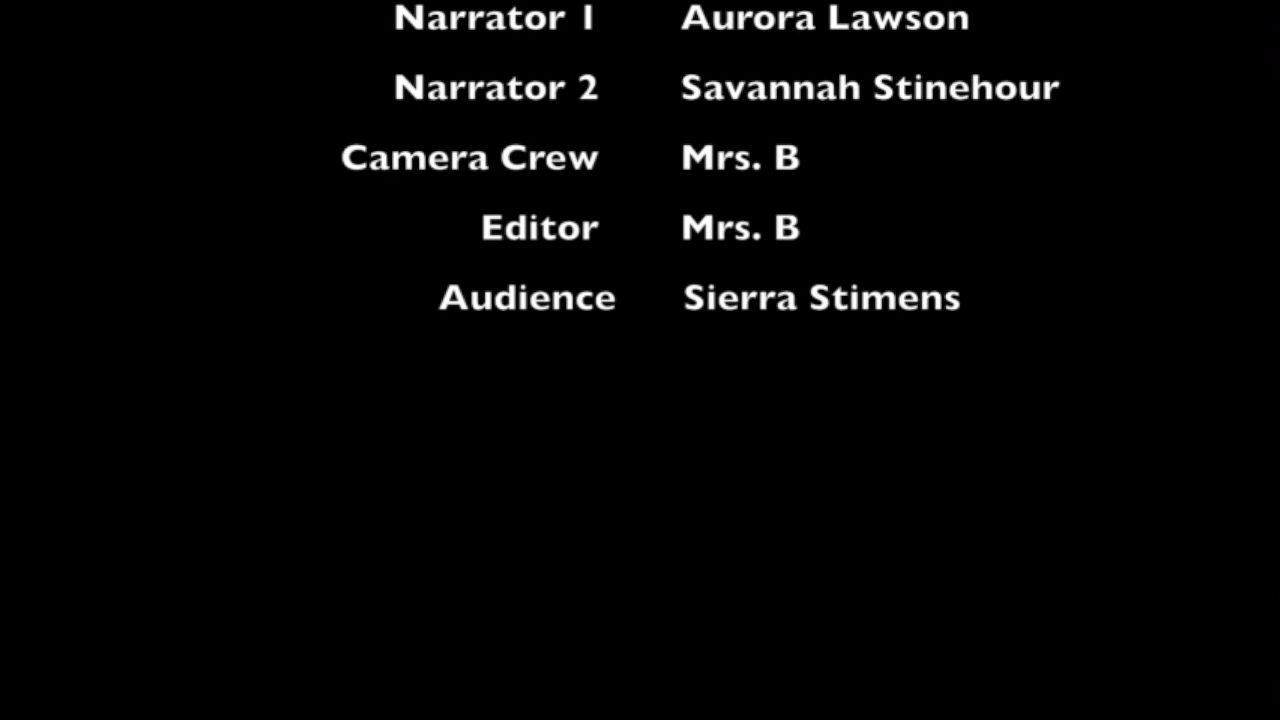 Narrator 1 Aurora Lawson
Narrator 2 Savannah Stinehour
Camera Crew Mrs. B
Editor Mrs. B
Audience Sierra Stimens